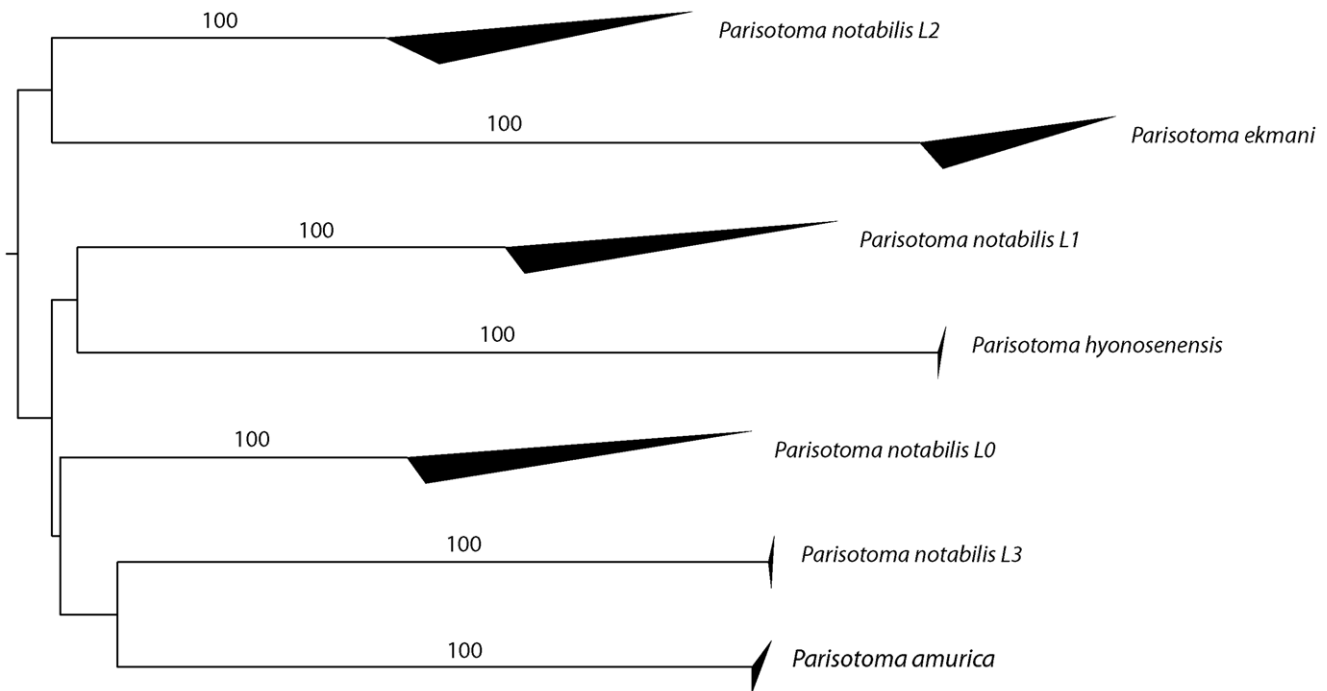 100
Parisotoma notabilis L2
100
Parisotoma ekmani
100
Parisotoma notabilis L1
100
Parisotoma hyonosenensis
100
Parisotoma notabilis L0
100
Parisotoma notabilis L3
100
Parisotoma amurica